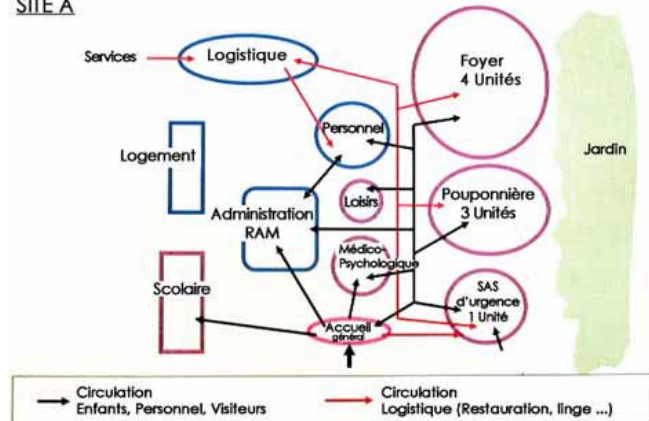 SITE A
Services
Logistique
Foyer
4 Unités
Personnel
Jardin
Logement
Loisirs
Pouponnière
3 Unités
Administration
RAM
Médico-
Psychologique
Scolaire
SAS
d'urgence
1 Unité
Accueil
général
Circulation
Enfants, Personnel, Visiteurs
Circulation
Logistique (Restauration, linge ...)